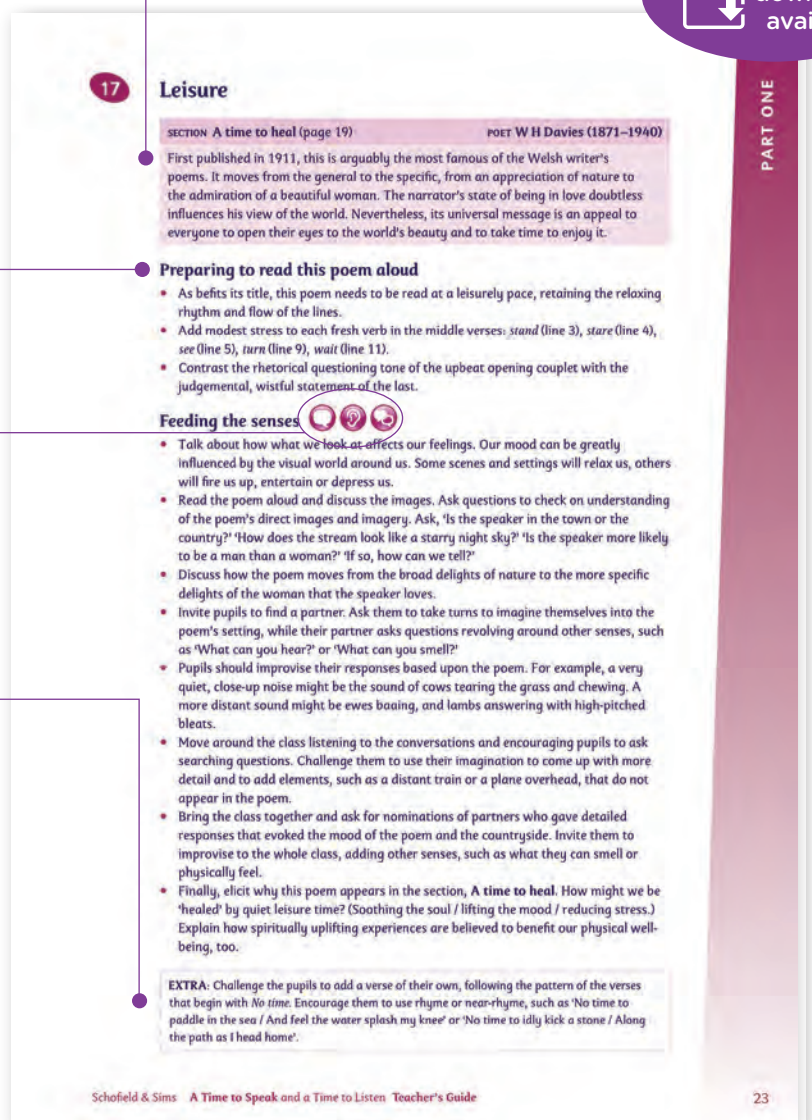 17
Leisure
SECTION A time to heal (page 19) POET W H Davies (1871–1940)
First published in 1911, this is arguably the most famous of the Welsh writer's
poems. It moves from the general to the specific, from an appreciation of nature to
the admiration of a beautiful woman. The narrator's state of being in love doubtless
influences his view of the world. Nevertheless, its universal message is an appeal to
everyone to open their eyes to the world's beauty and to take time to enjoy it.
PART ONE
Preparing to read this poem aloud
• As befits its title, this poem needs to be read at a leisurely pace, retaining the relaxing
rhythm and flow of the lines.
• Add modest stress to each fresh verb in the middle verses: stand (line 3), stare (line 4),
see (line 5), turn (line 9), wait (line 11).
• Contrast the rhetorical questioning tone of the upbeat opening couplet with the
judgemental, wistful statement of the last.
Feeding the senses
• Talk about how what we look at affects our feelings. Our mood can be greatly
influenced by the visual world around us. Some scenes and settings will relax us, others
will fire us up, entertain or depress us.
• Read the poem aloud and discuss the images. Ask questions to check on understanding
of the poem's direct images and imagery. Ask, 'Is the speaker in the town or the
country?' 'How does the stream look like a starry night sky?' 'Is the speaker more likely
to be a man than a woman?' 'If so, how can we tell?'
• Discuss how the poem moves from the broad delights of nature to the more specific
delights of the woman that the speaker loves.
• Invite pupils to find a partner. Ask them to take turns to imagine themselves into the
poem's setting, while their partner asks questions revolving around other senses, such
as 'What can you hear?' or 'What can you smell?'
• Pupils should improvise their responses based upon the poem. For example, a very
quiet, close-up noise might be the sound of cows tearing the grass and chewing. A
more distant sound might be ewes baaing, and lambs answering with high-pitched
bleats.
• Move around the class listening to the conversations and encouraging pupils to ask
searching questions. Challenge them to use their imagination to come up with more
detail and to add elements, such as a distant train or a plane overhead, that do not
appear in the poem.
• Bring the class together and ask for nominations of partners who gave detailed
responses that evoked the mood of the poem and the countryside. Invite them to
improvise to the whole class, adding other senses, such as what they can smell or
physically feel.
• Finally, elicit why this poem appears in the section, A time to heal. How might we be
'healed' by quiet leisure time? (Soothing the soul / lifting the mood / reducing stress.)
Explain how spiritually uplifting experiences are believed to benefit our physical well-
being, too.
EXTRA: Challenge the pupils to add a verse of their own, following the pattern of the verses
that begin with No time. Encourage them to use rhyme or near-rhyme, such as 'No time to
paddle in the sea / And feel the water splash my knee' or 'No time to idly kick a stone / Along
the path as I head home'.
Schofield & Sims A Time to Speak and a Time to Listen Teacher's Guide 23